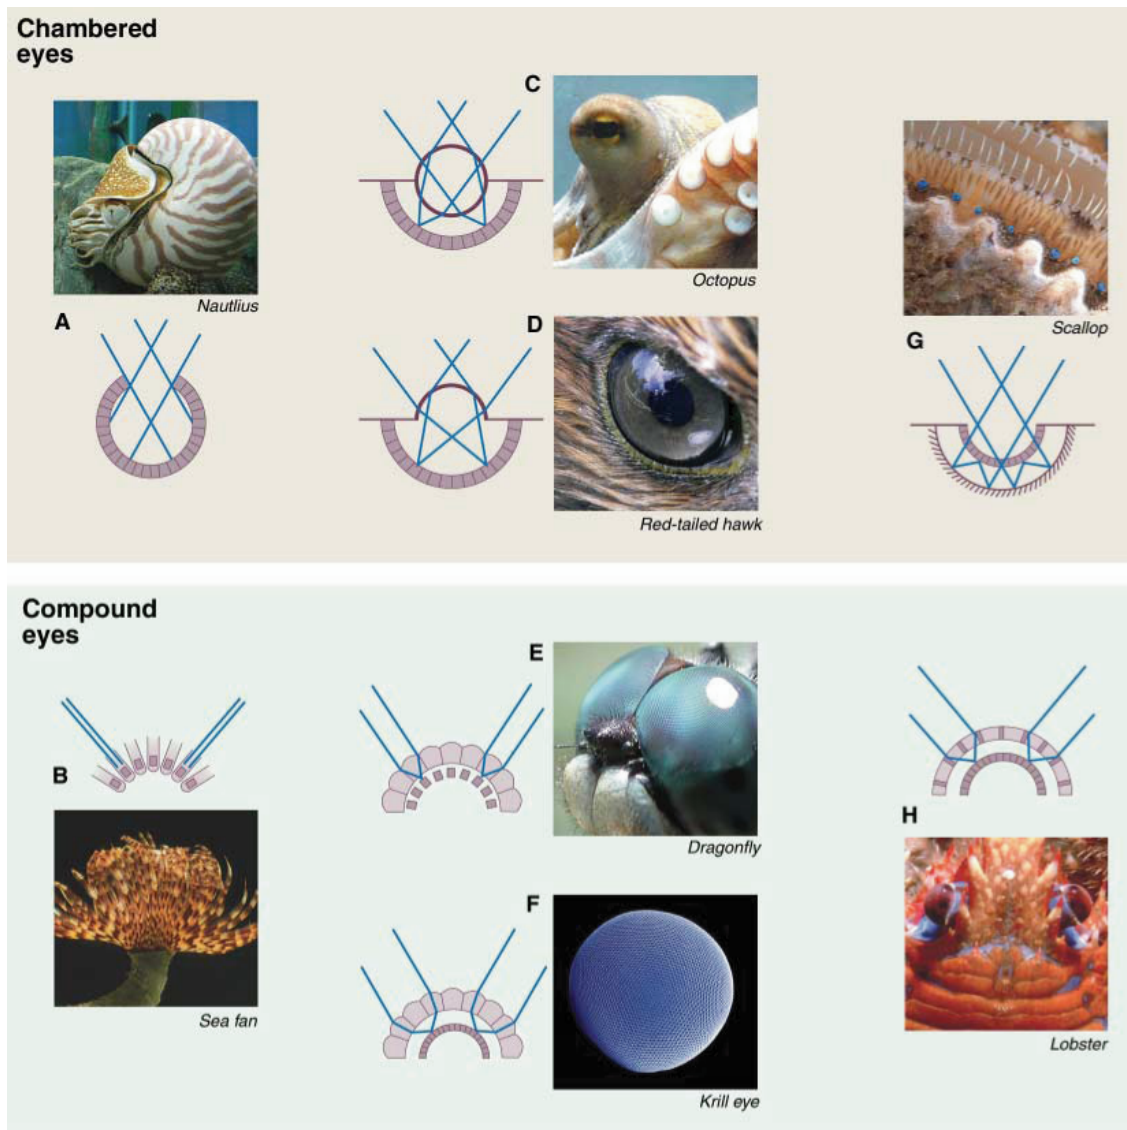 Chambered
eyes
C
Octopus
Nautlius
A
D
Red-tailed hawk
Scallop
G
Compound
eyes
E
Dragonfly
B
Sea fan
F
Krill eye
H
Lobster